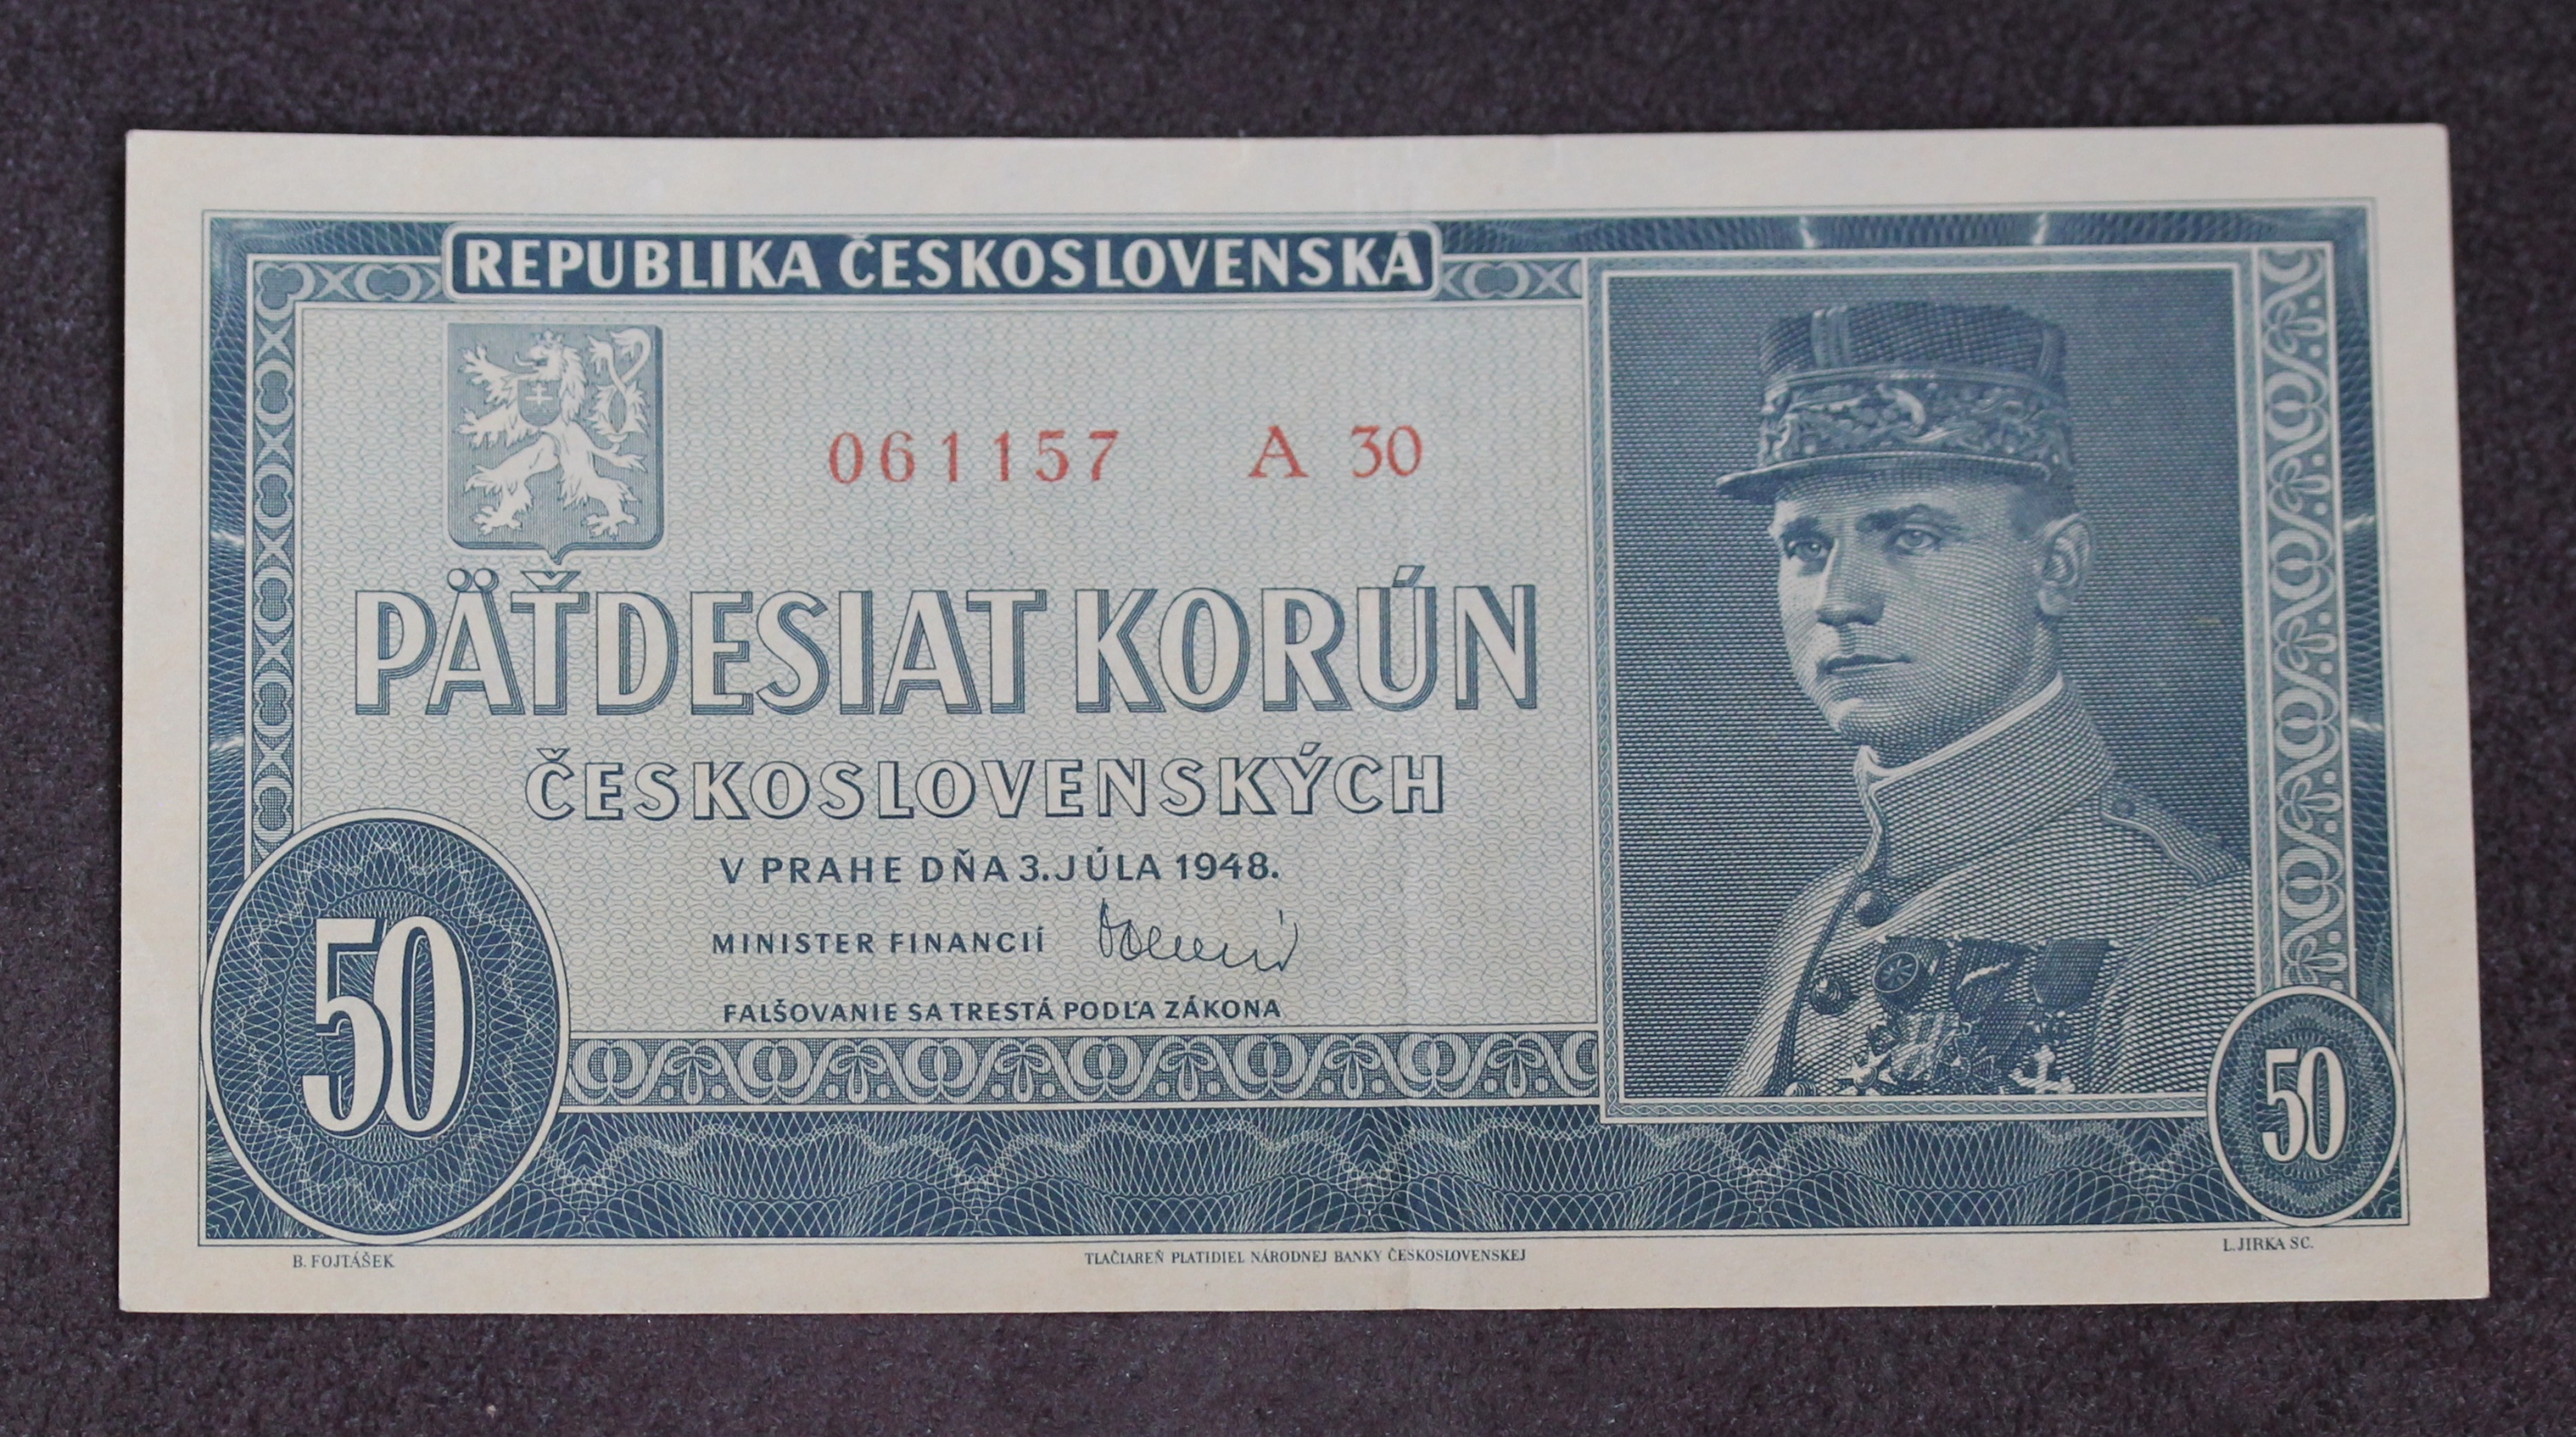 REPUBLIKA ČESKOSLOVENSKÁ
061157 A 30
PÄŤDESIAT KORÚN
ČESKOSLOVENSKÝCH
V PRAHE DŇA 3. JÚLA 1948.
MINISTER FINANCIÍ
FALŠOVANIE SA TRESTÁ PODĽA ZÁKONA
50
50
B. FOJTÁŠEK
TLAČIAREŇ PLATIDIEL NÁRODNEJ BANKY ČESKOSLOVENSKEJ
L. JIRKA SC.